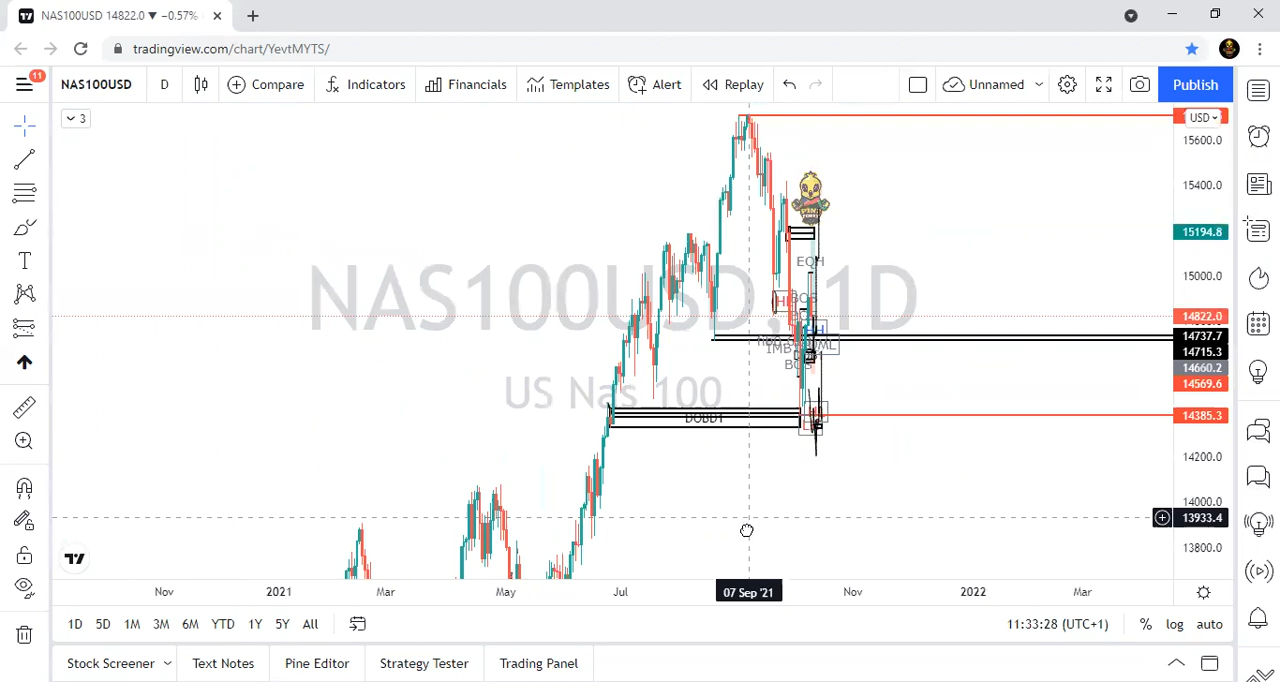 NAS100USD 14822.0 ▼ −0.57%
tradingview.com/chart/YevtMYTS/
11
NAS100USD D Compare Indicators Financials Templates Alert Replay Unnamed Publish
3
USD
15600.0
15400.0
15194.8
15000.0
14822.0
14737.7
14715.3
14660.2
14569.6
14385.3
14200.0
14000.0
13933.4
13800.0
NAS100USD, 1D
US Nas 100
EQH
BOS
IMB
BOS
DOBD1
Nov 2021 Mar May Jul 07 Sep '21 Nov 2022 Mar
1D 5D 1M 3M 6M YTD 1Y 5Y All 11:33:28 (UTC+1) % log auto
Stock Screener Text Notes Pine Editor Strategy Tester Trading Panel